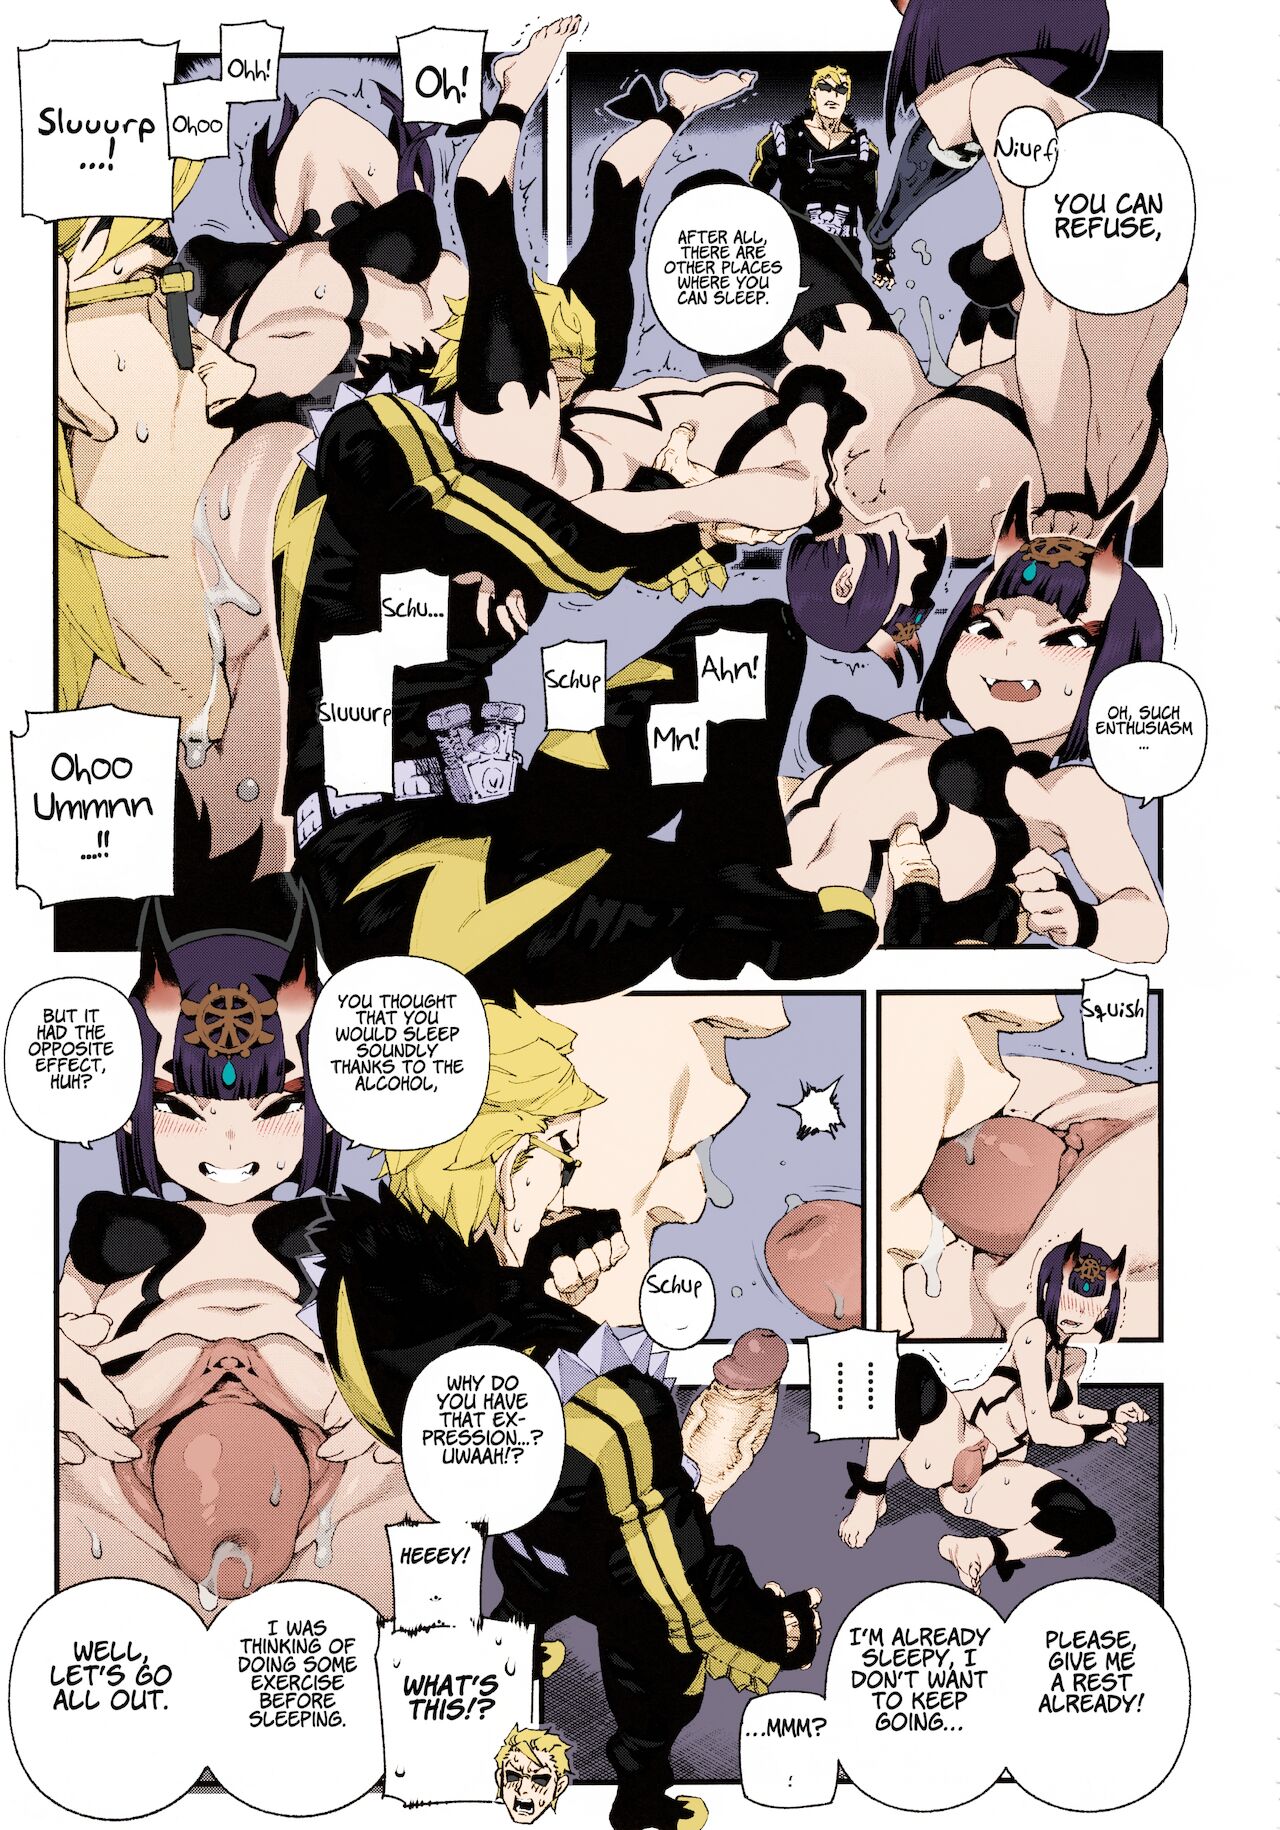 YOU CAN
REFUSE,
Niupf
AFTER ALL,
THERE ARE
OTHER PLACES
WHERE YOU
CAN SLEEP.
Oh!
Ohh!
Ohoo
Sluuurp
...!
OH, SUCH
ENTHUSIASM
...
Ahn!
Mn!
Schup
Schu...
Sluuurp
Ohoo
Ummnn
...!!
Squish
Schup
YOU THOUGHT
THAT YOU
WOULD SLEEP
SOUNDLY
THANKS TO THE
ALCOHOL,
BUT IT
HAD THE
OPPOSITE
EFFECT,
HUH?
......
PLEASE,
GIVE ME
A REST
ALREADY!
I'M ALREADY
SLEEPY, I
DON'T WANT
TO KEEP
GOING...
...MMM?
WHY DO
YOU HAVE
THAT EX-
PRESSION...?
UWAAH!?
HEEEY!
WHAT'S
THIS!?
I WAS
THINKING OF
DOING SOME
EXERCISE
BEFORE
SLEEPING.
WELL,
LET'S GO
ALL OUT.